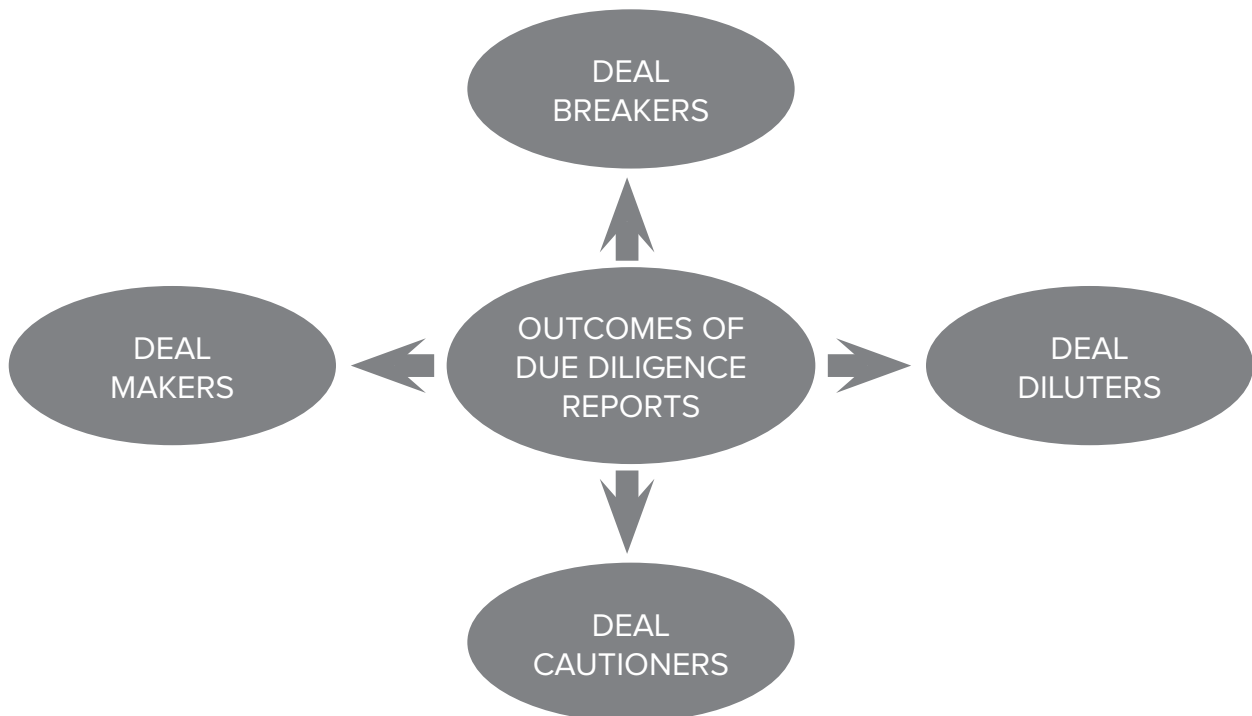 DEAL
BREAKERS
DEAL
MAKERS
OUTCOMES OF
DUE DILIGENCE
REPORTS
DEAL
DILUTERS
DEAL
CAUTIONERS